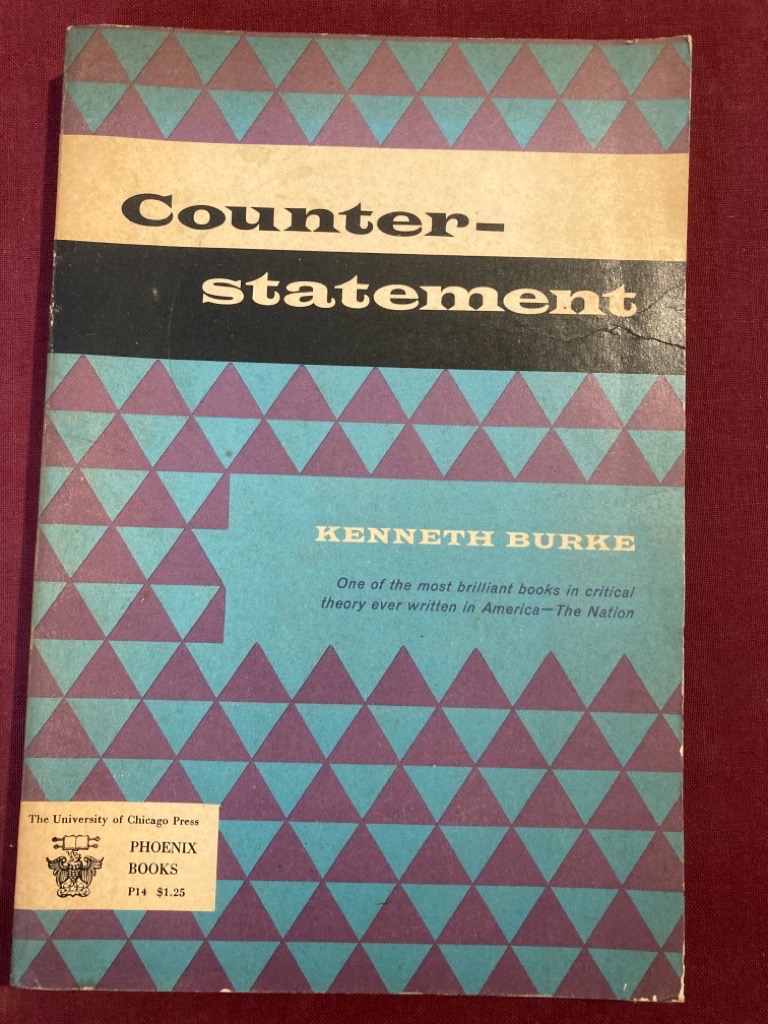 Counter-
statement
KENNETH BURKE
One of the most brilliant books in critical
theory ever written in America—The Nation
The University of Chicago Press
PHOENIX
BOOKS
P14 $1.25